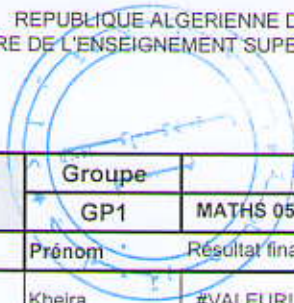 REPUBLIQUE ALGERIENNE D
RE DE L'ENSEIGNEMENT SUPE
Groupe
GP1 MATHS 05
Prénom Résultat fina
Kheira #VALEUR!